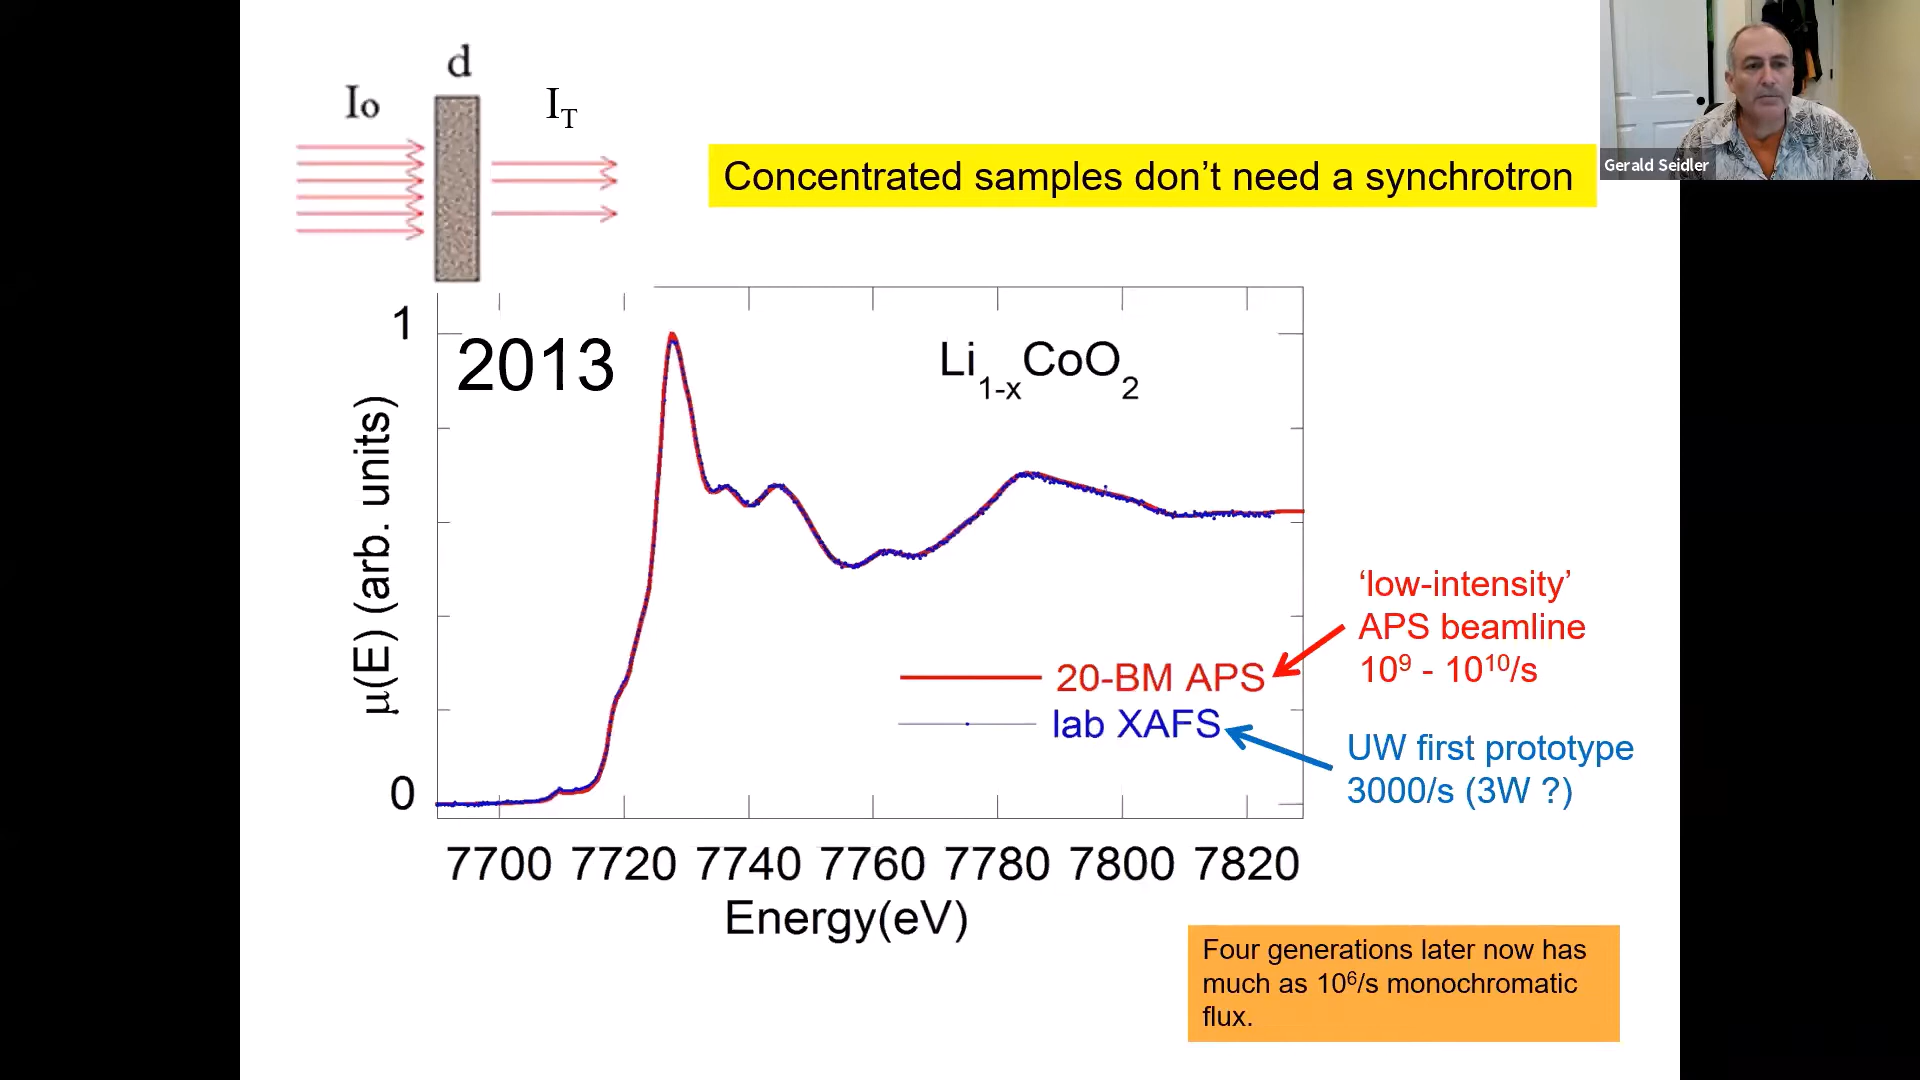 d
Io
I_T
Concentrated samples don’t need a synchrotron
Gerald Seidler
1
2013
Li₁₋ₓCoO₂
μ(E) (arb. units)
‘low-intensity’
APS beamline
10⁹ - 10¹⁰/s
20-BM APS
lab XAFS
UW first prototype
3000/s (3W ?)
0
7700 7720 7740 7760 7780 7800 7820
Energy(eV)
Four generations later now has
much as 10⁶/s monochromatic
flux.